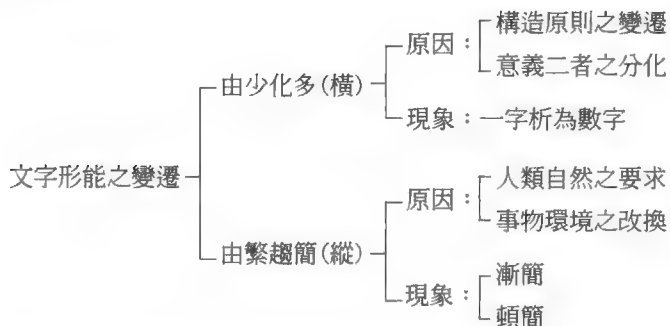 文字形能之變遷
由少化多(橫)
原因：
構造原則之變遷
意義二者之分化
現象：一字析為數字
由繁趨簡(縱)
原因：
人類自然之要求
事物環境之改換
現象：
漸簡
頓簡